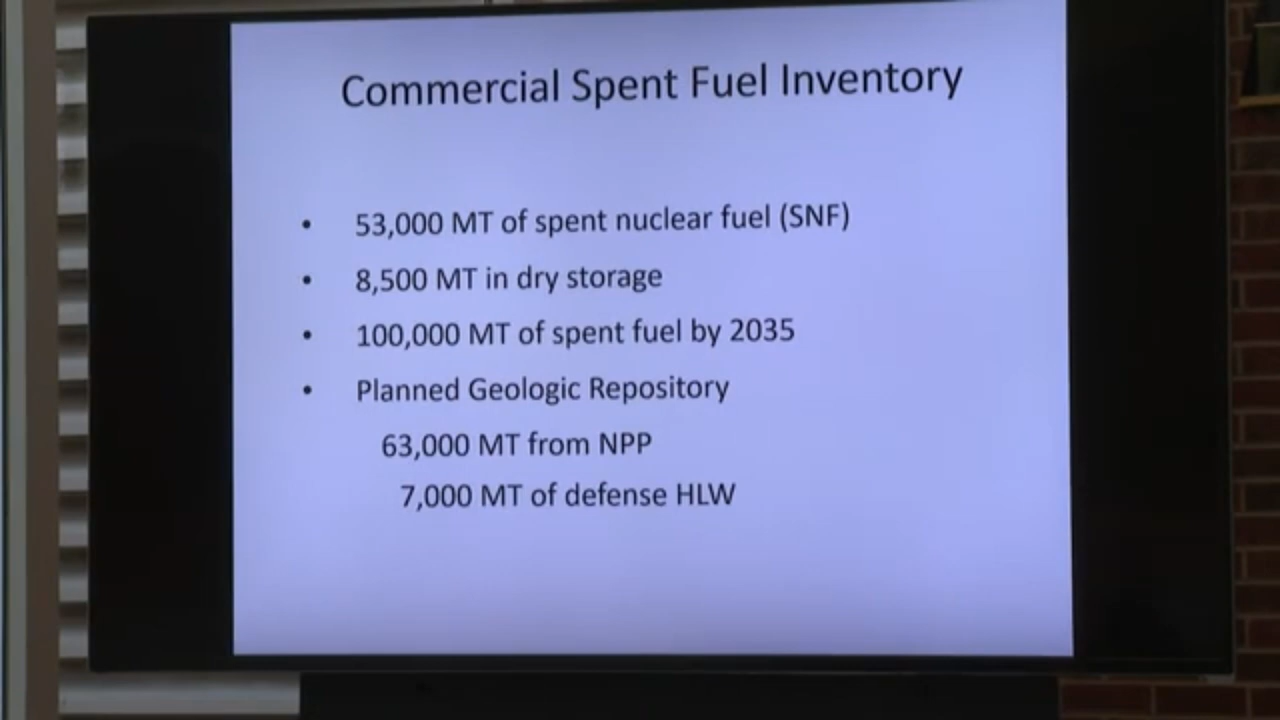 Commercial Spent Fuel Inventory
• 53,000 MT of spent nuclear fuel (SNF)
• 8,500 MT in dry storage
• 100,000 MT of spent fuel by 2035
• Planned Geologic Repository
63,000 MT from NPP
7,000 MT of defense HLW